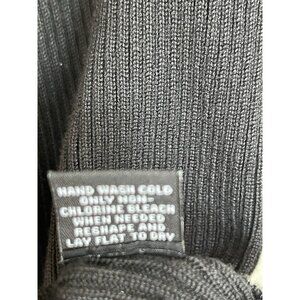 HAND WASH COLD
ONLY NON-
CHLORINE BLEACH
WHEN NEEDED
RESHAPE AND
LAY FLAT TO DRY